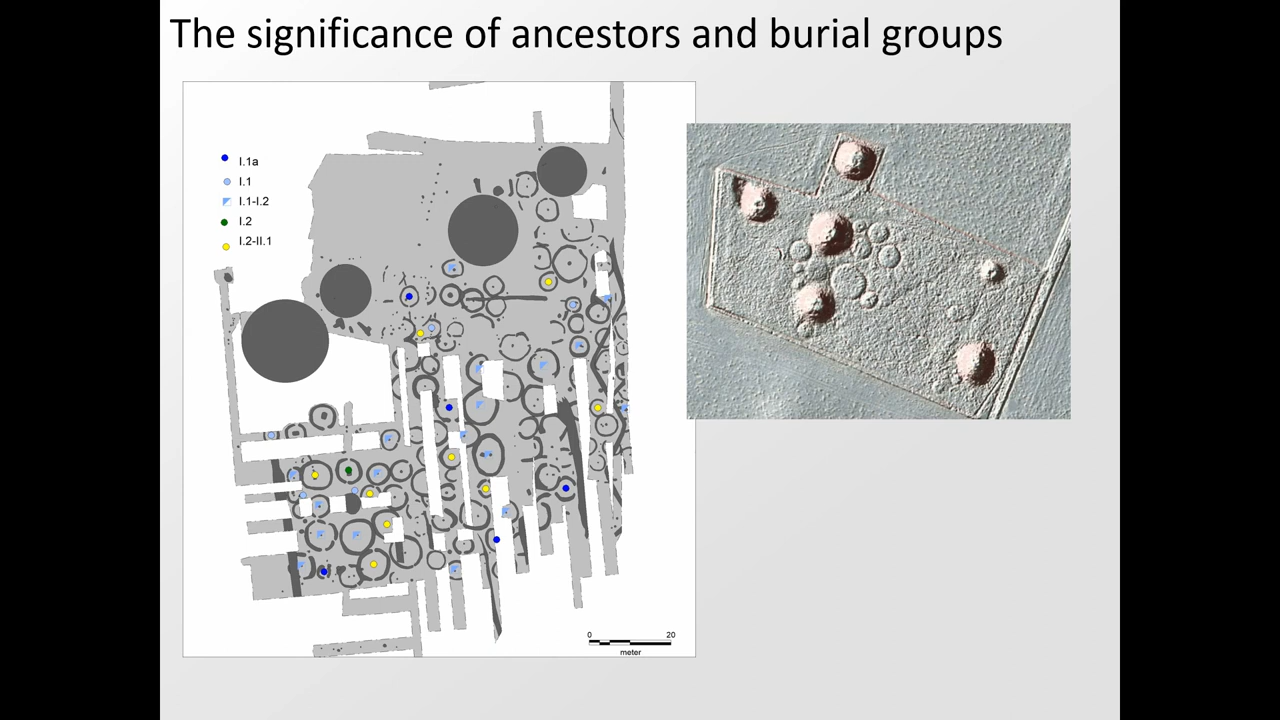 The significance of ancestors and burial groups
I.1a
I.1
I.1-I.2
I.2
I.2-II.1
0 20
meter